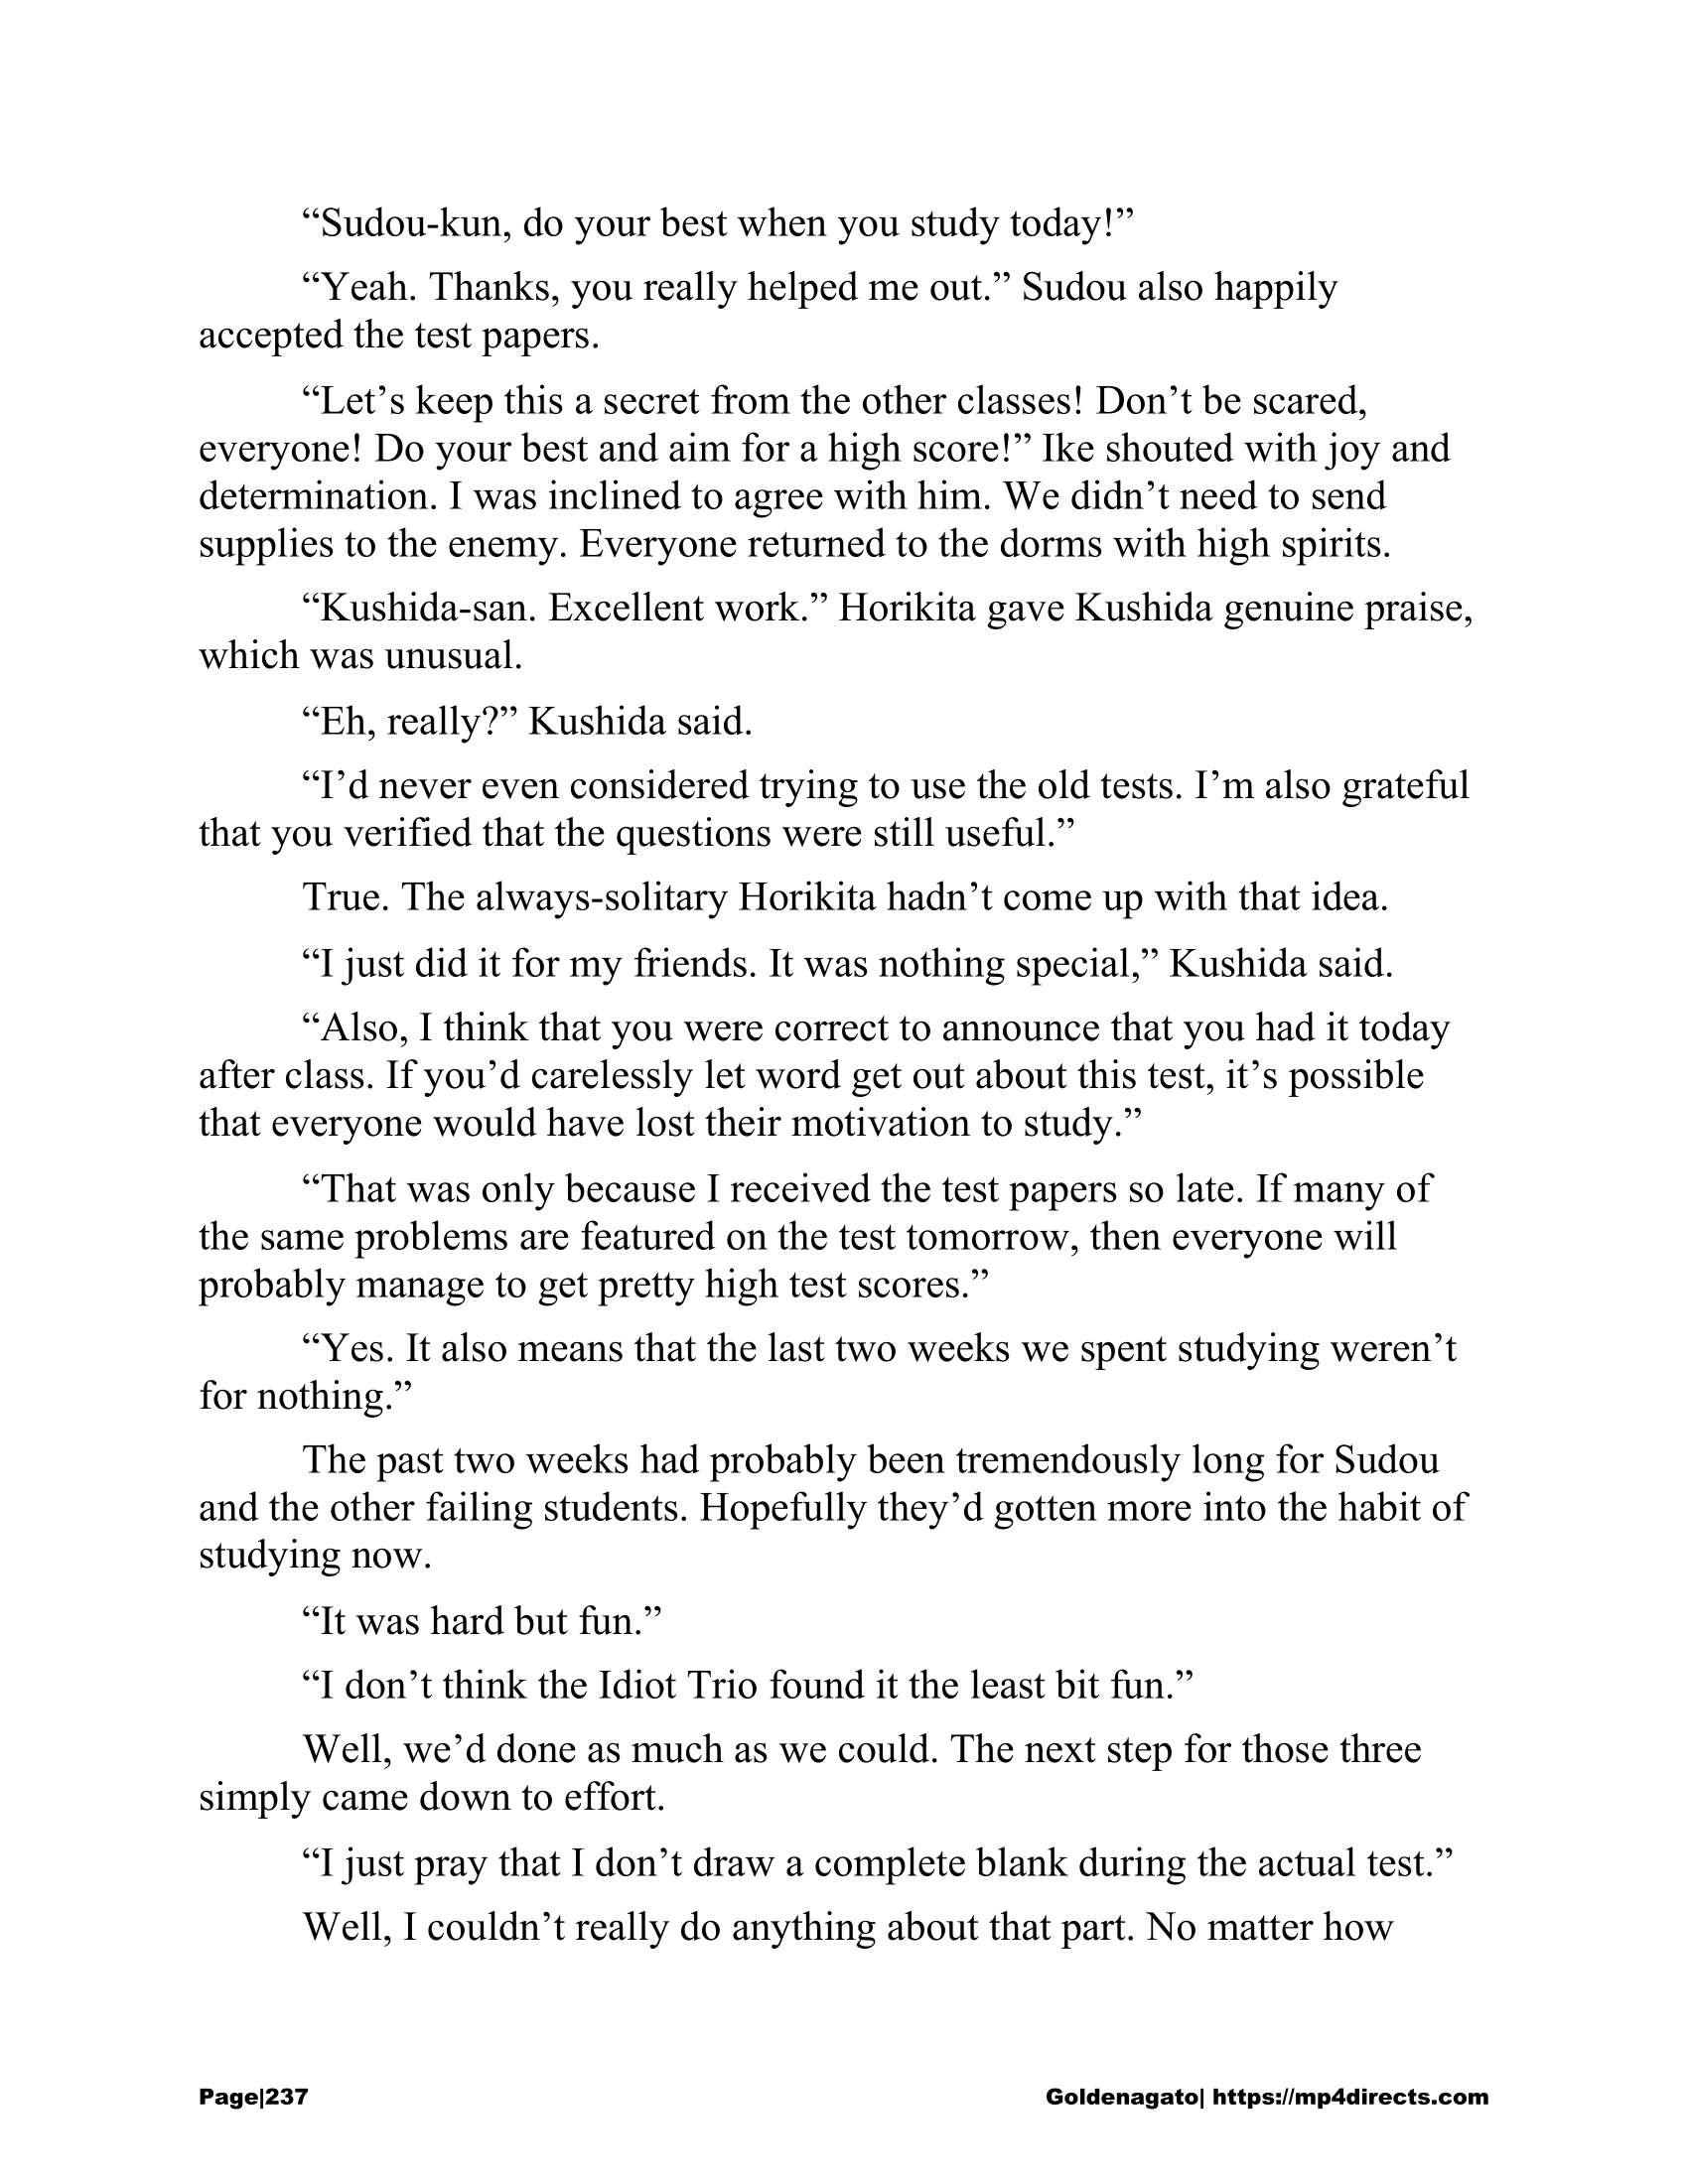 “Sudou-kun, do your best when you study today!”
“Yeah. Thanks, you really helped me out.” Sudou also happily
accepted the test papers.
“Let’s keep this a secret from the other classes! Don’t be scared,
everyone! Do your best and aim for a high score!” Ike shouted with joy and
determination. I was inclined to agree with him. We didn’t need to send
supplies to the enemy. Everyone returned to the dorms with high spirits.
“Kushida-san. Excellent work.” Horikita gave Kushida genuine praise,
which was unusual.
“Eh, really?” Kushida said.
“I’d never even considered trying to use the old tests. I’m also grateful
that you verified that the questions were still useful.”
True. The always-solitary Horikita hadn’t come up with that idea.
“I just did it for my friends. It was nothing special,” Kushida said.
“Also, I think that you were correct to announce that you had it today
after class. If you’d carelessly let word get out about this test, it’s possible
that everyone would have lost their motivation to study.”
“That was only because I received the test papers so late. If many of
the same problems are featured on the test tomorrow, then everyone will
probably manage to get pretty high test scores.”
“Yes. It also means that the last two weeks we spent studying weren’t
for nothing.”
The past two weeks had probably been tremendously long for Sudou
and the other failing students. Hopefully they’d gotten more into the habit of
studying now.
“It was hard but fun.”
“I don’t think the Idiot Trio found it the least bit fun.”
Well, we’d done as much as we could. The next step for those three
simply came down to effort.
“I just pray that I don’t draw a complete blank during the actual test.”
Well, I couldn’t really do anything about that part. No matter how
Page|237 Goldenagato| https://mp4directs.com